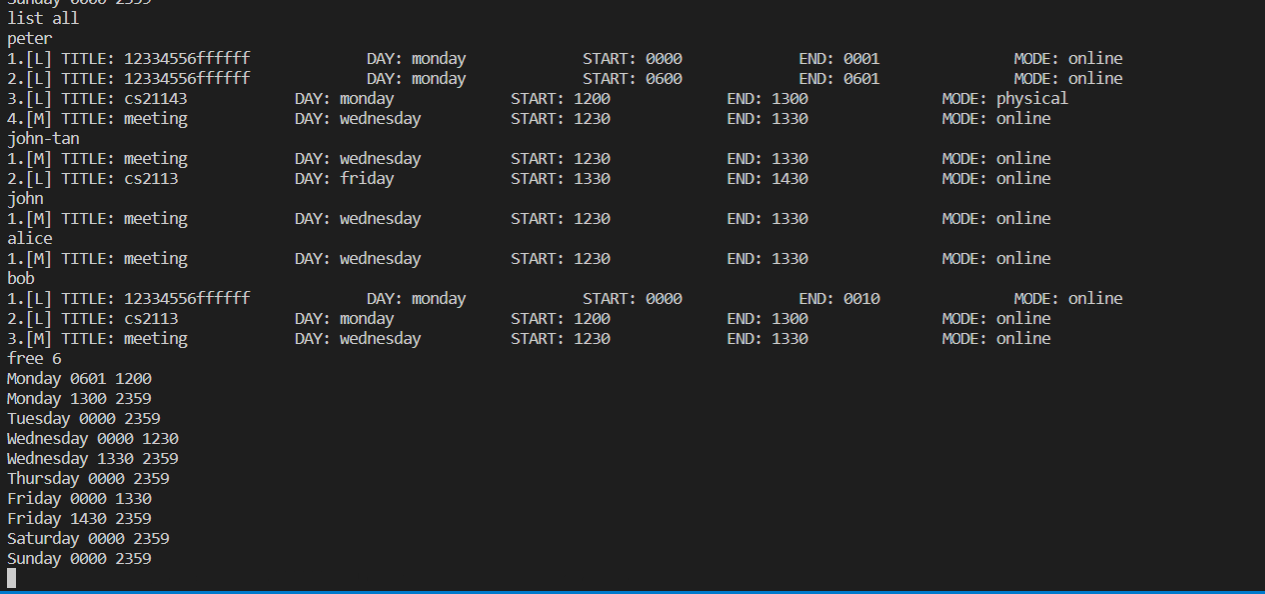 Sunday 0000 2359
list all
peter
1.[L] TITLE: 12334556ffffff DAY: monday START: 0000 END: 0001 MODE: online
2.[L] TITLE: 12334556ffffff DAY: monday START: 0600 END: 0601 MODE: online
3.[L] TITLE: cs21143 DAY: monday START: 1200 END: 1300 MODE: physical
4.[M] TITLE: meeting DAY: wednesday START: 1230 END: 1330 MODE: online
john-tan
1.[M] TITLE: meeting DAY: wednesday START: 1230 END: 1330 MODE: online
2.[L] TITLE: cs2113 DAY: friday START: 1330 END: 1430 MODE: online
john
1.[M] TITLE: meeting DAY: wednesday START: 1230 END: 1330 MODE: online
alice
1.[M] TITLE: meeting DAY: wednesday START: 1230 END: 1330 MODE: online
bob
1.[L] TITLE: 12334556ffffff DAY: monday START: 0000 END: 0010 MODE: online
2.[L] TITLE: cs2113 DAY: monday START: 1200 END: 1300 MODE: online
3.[M] TITLE: meeting DAY: wednesday START: 1230 END: 1330 MODE: online
free 6
Monday 0601 1200
Monday 1300 2359
Tuesday 0000 2359
Wednesday 0000 1230
Wednesday 1330 2359
Thursday 0000 2359
Friday 0000 1330
Friday 1430 2359
Saturday 0000 2359
Sunday 0000 2359